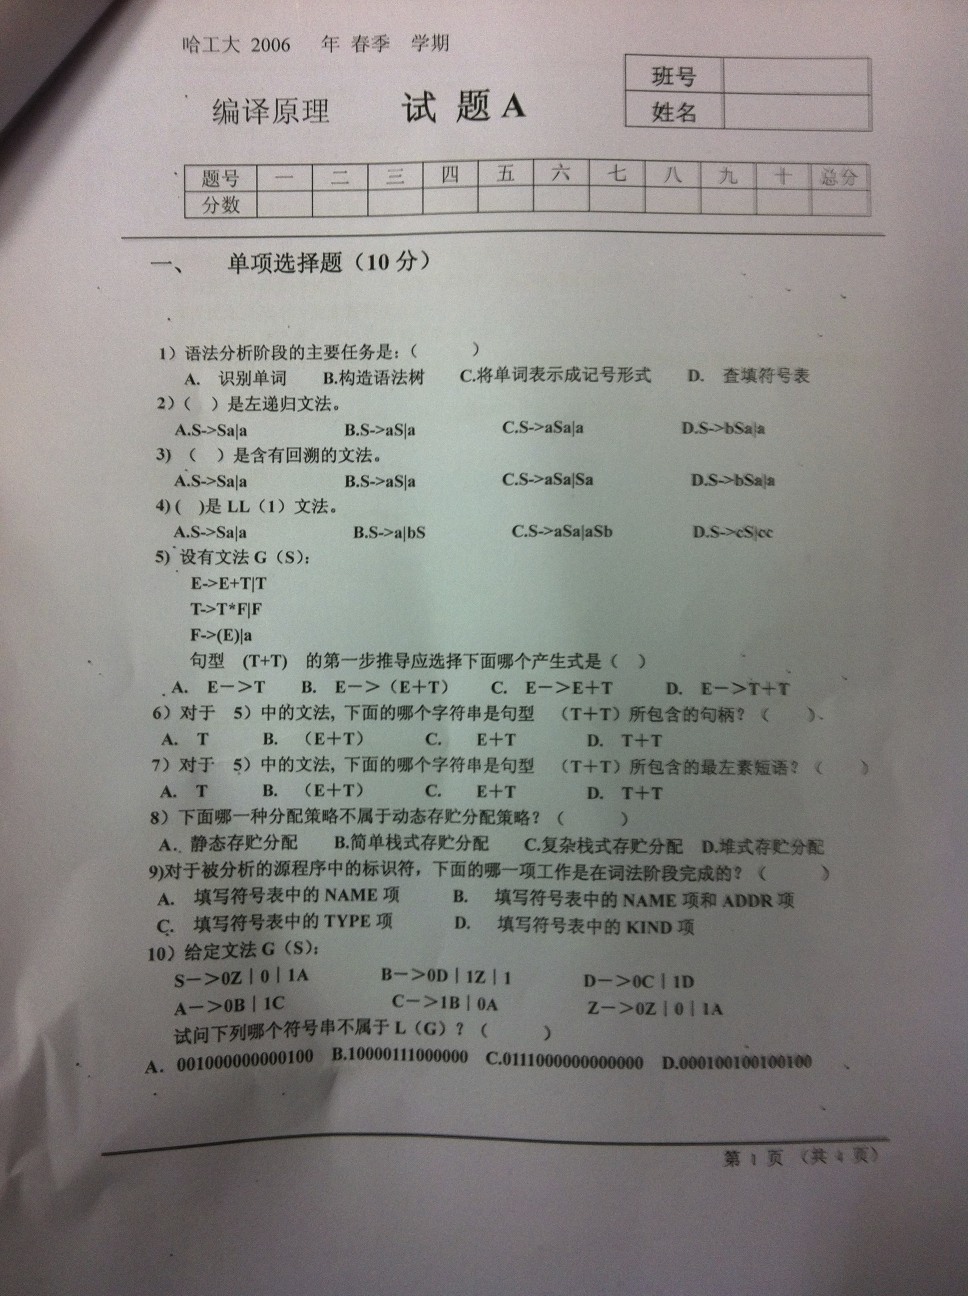 哈工大 2006 年 春季 学期
班号
姓名
编译原理 试 题 A
题号 一 二 三 四 五 六 七 八 九 十 总分
分数
一、 单项选择题（10 分）
1）语法分析阶段的主要任务是：（ ）
A. 识别单词 B.构造语法树 C.将单词表示成记号形式 D. 查填符号表
2）（ ）是左递归文法。
A.S->Sa|a B.S->aS|a C.S->aSa|a D.S->bSa|a
3) （ ）是含有回溯的文法。
A.S->Sa|a B.S->aS|a C.S->aSa|Sa D.S->bSa|a
4) ( )是 LL（1）文法。
A.S->Sa|a B.S->a|bS C.S->aSa|aSb D.S->cS|cc
5) 设有文法 G（S）：
E->E+T|T
T->T*F|F
F->(E)|a
句型 (T+T) 的第一步推导应选择下面哪个产生式是（ ）
A. E－>T B. E－>（E+T） C. E－>E＋T D. E－>T＋T
6）对于 5）中的文法, 下面的哪个字符串是句型 （T＋T）所包含的句柄？（ ）.
A. T B. （E＋T） C. E＋T D. T＋T
7）对于 5）中的文法, 下面的哪个字符串是句型 （T＋T）所包含的最左素短语？（ ）
A. T B. （E＋T） C. E＋T D. T＋T
8）下面哪一种分配策略不属于动态存贮分配策略？（ ）
A. 静态存贮分配 B.简单栈式存贮分配 C.复杂栈式存贮分配 D.堆式存贮分配
9)对于被分析的源程序中的标识符，下面的哪一项工作是在词法阶段完成的？（ ）
A. 填写符号表中的 NAME 项 B. 填写符号表中的 NAME 项和 ADDR 项
C. 填写符号表中的 TYPE 项 D. 填写符号表中的 KIND 项
10）给定文法 G（S）：
S－>0Z｜0｜1A B－>0D｜1Z｜1 D－>0C｜1D
A－>0B｜1C C－>1B｜0A Z－>0Z｜0｜1A
试问下列哪个符号串不属于 L（G）？（ ）
A. 001000000000100 B.10000111000000 C.0111000000000000 D.000100100100100
第 1 页 （共 4 页）